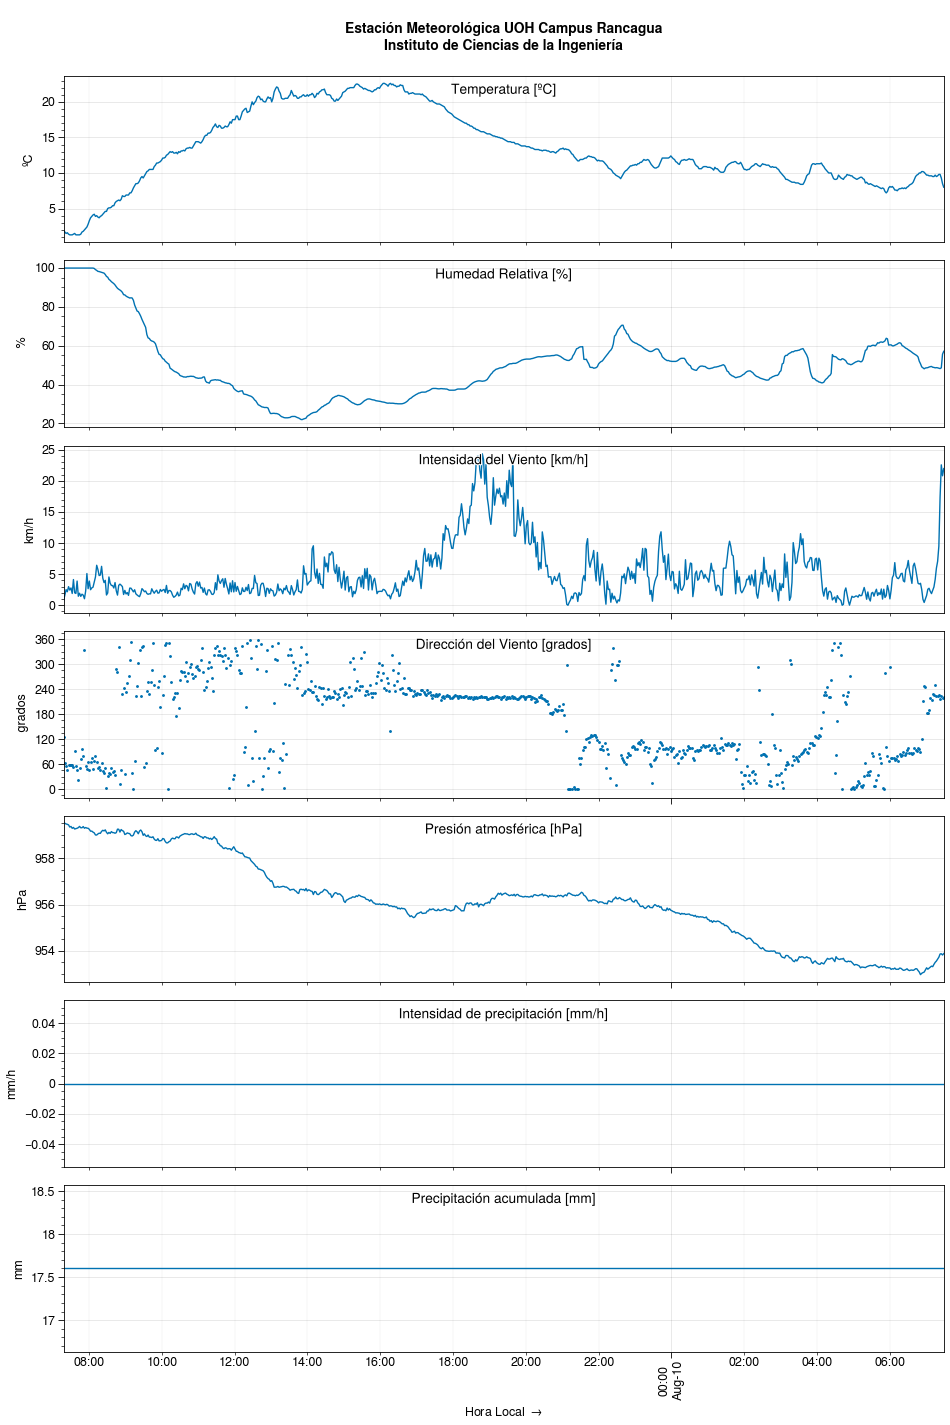 Estación Meteorológica UOH Campus Rancagua
Instituto de Ciencias de la Ingeniería
Temperatura [ºC]
ºC
20
15
10
5
Humedad Relativa [%]
%
100
80
60
40
20
Intensidad del Viento [km/h]
km/h
25
20
15
10
5
0
Dirección del Viento [grados]
grados
360
300
240
180
120
60
0
Presión atmosférica [hPa]
hPa
958
956
954
Intensidad de precipitación [mm/h]
mm/h
0.04
0.02
0
−0.02
−0.04
Precipitación acumulada [mm]
mm
18.5
18
17.5
17
08:00 10:00 12:00 14:00 16:00 18:00 20:00 22:00 00:00 02:00 04:00 06:00
Aug-10
Hora Local →